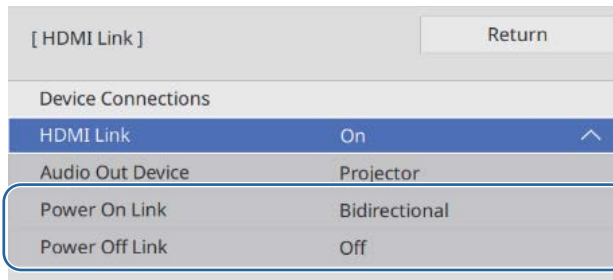 [ HDMI Link ] Return
Device Connections
HDMI Link On
Audio Out Device Projector
Power On Link Bidirectional
Power Off Link Off